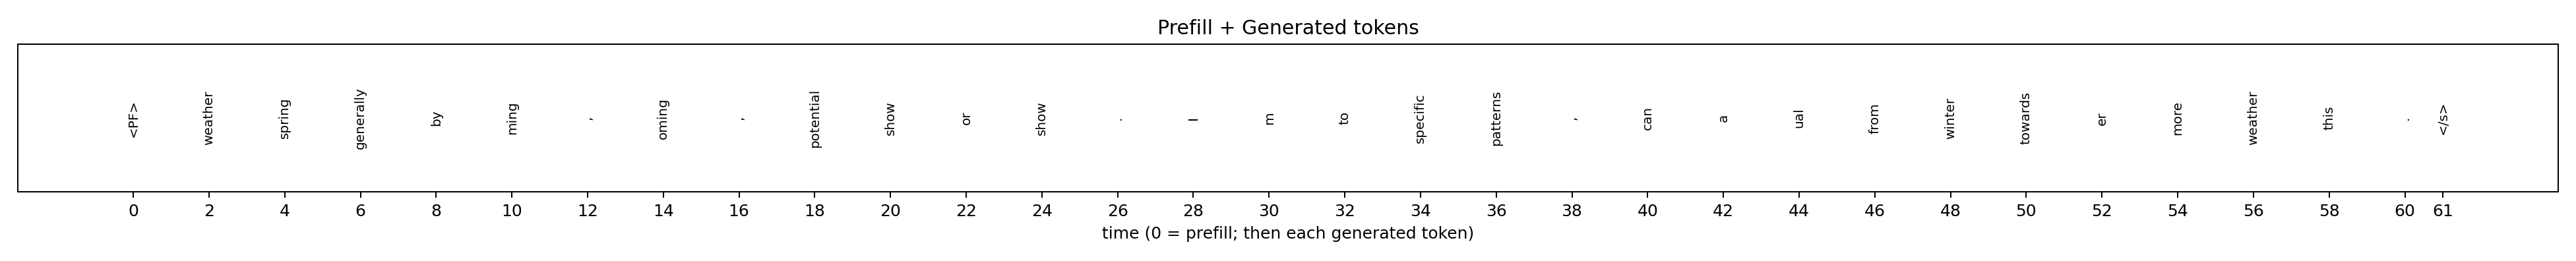 Prefill + Generated tokens
<PF> weather spring generally by ming , oming , potential show or show . I m to specific patterns , can a ual from winter towards er more weather this . </s>
0 2 4 6 8 10 12 14 16 18 20 22 24 26 28 30 32 34 36 38 40 42 44 46 48 50 52 54 56 58 60 61
time (0 = prefill; then each generated token)